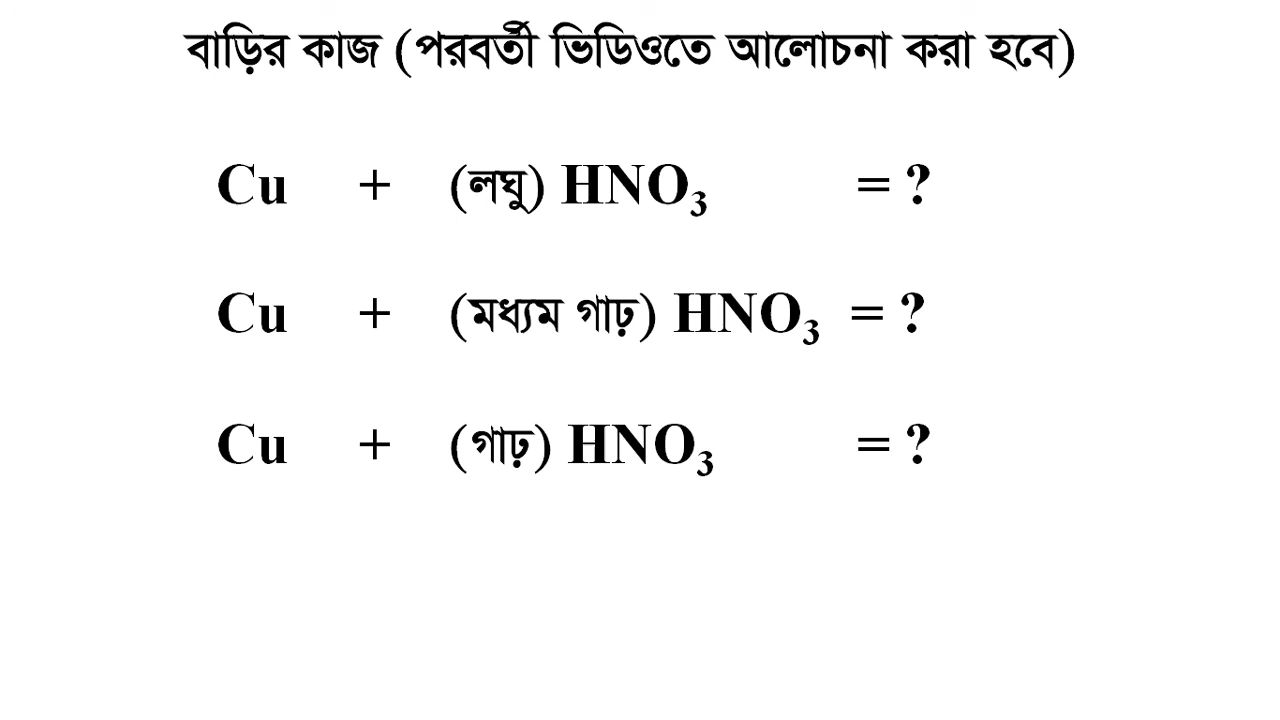 বাড়ির কাজ (পরবর্তী ভিডিওতে আলোচনা করা হবে)
Cu + (লঘু) HNO₃ = ?
Cu + (মধ্যম গাঢ়) HNO₃ = ?
Cu + (গাঢ়) HNO₃ = ?